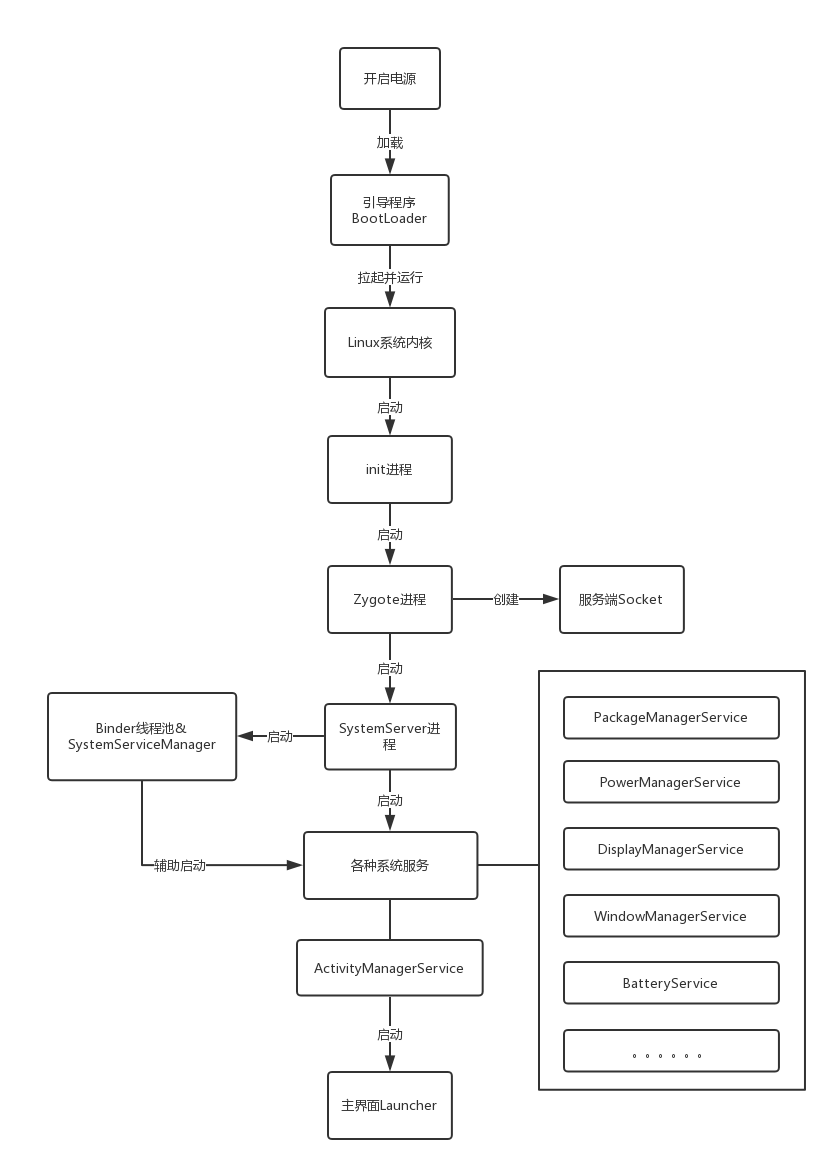 开启电源
加载
引导程序
BootLoader
拉起并运行
Linux系统内核
启动
init进程
启动
Zygote进程
创建
服务端Socket
启动
SystemServer进
程
启动
Binder线程池&
SystemServiceManager
启动
辅助启动
各种系统服务
PackageManagerService
PowerManagerService
DisplayManagerService
WindowManagerService
BatteryService
。。。。。。
ActivityManagerService
启动
主界面Launcher